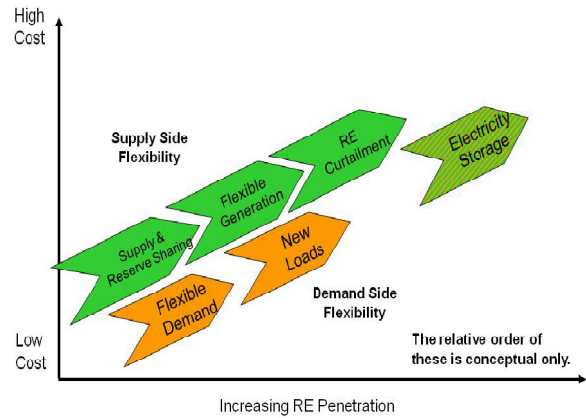 High
Cost
Supply Side
Flexibility
RE
Curtailment
Electricity
Storage
Flexible
Generation
Supply &
Reserve Sharing
New
Loads
Flexible
Demand
Demand Side
Flexibility
Low
Cost
The relative order of
these is conceptual only.
Increasing RE Penetration